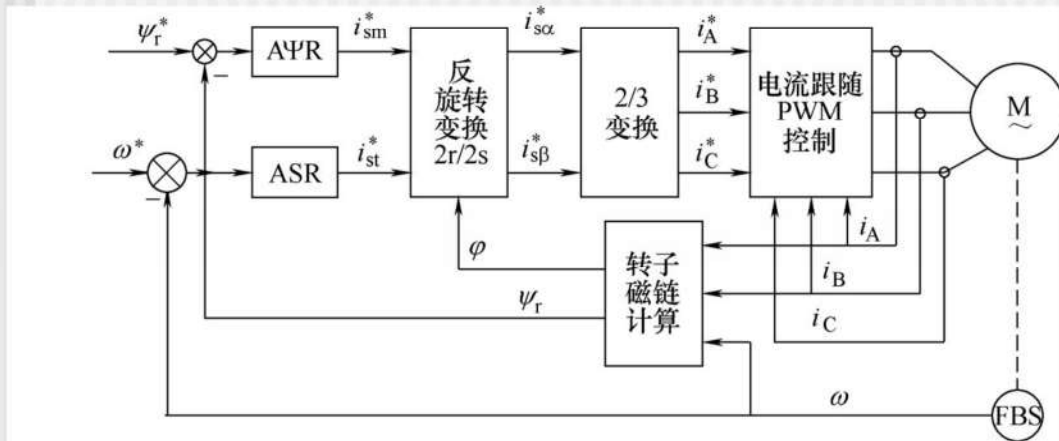 ψr* AΨR i*sm 反旋转变换 2r/2s i*sα 2/3 变换 i*A 电流跟随 PWM 控制 M ~
i*B
ω* ASR i*st i*sβ i*C
−
−
φ 转子磁链计算 iA
ψr iB
iC
ω FBS